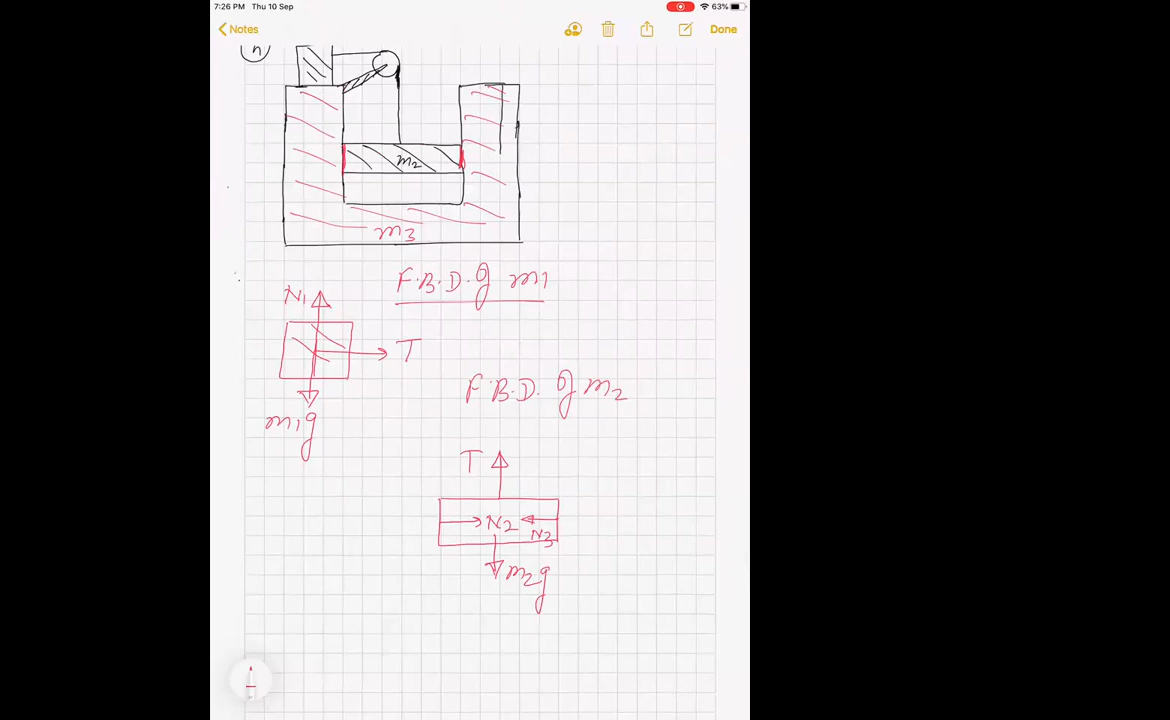 7:26 PM Thu 10 Sep
63%
Notes
Done
h
m2
m3
F.B.D. of m1
N1
T
m1g
F.B.D. of m2
T
N2
N3
m2g